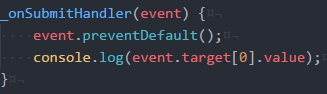 _onSubmitHandler(event) {
    event.preventDefault();
    console.log(event.target[0].value);
}